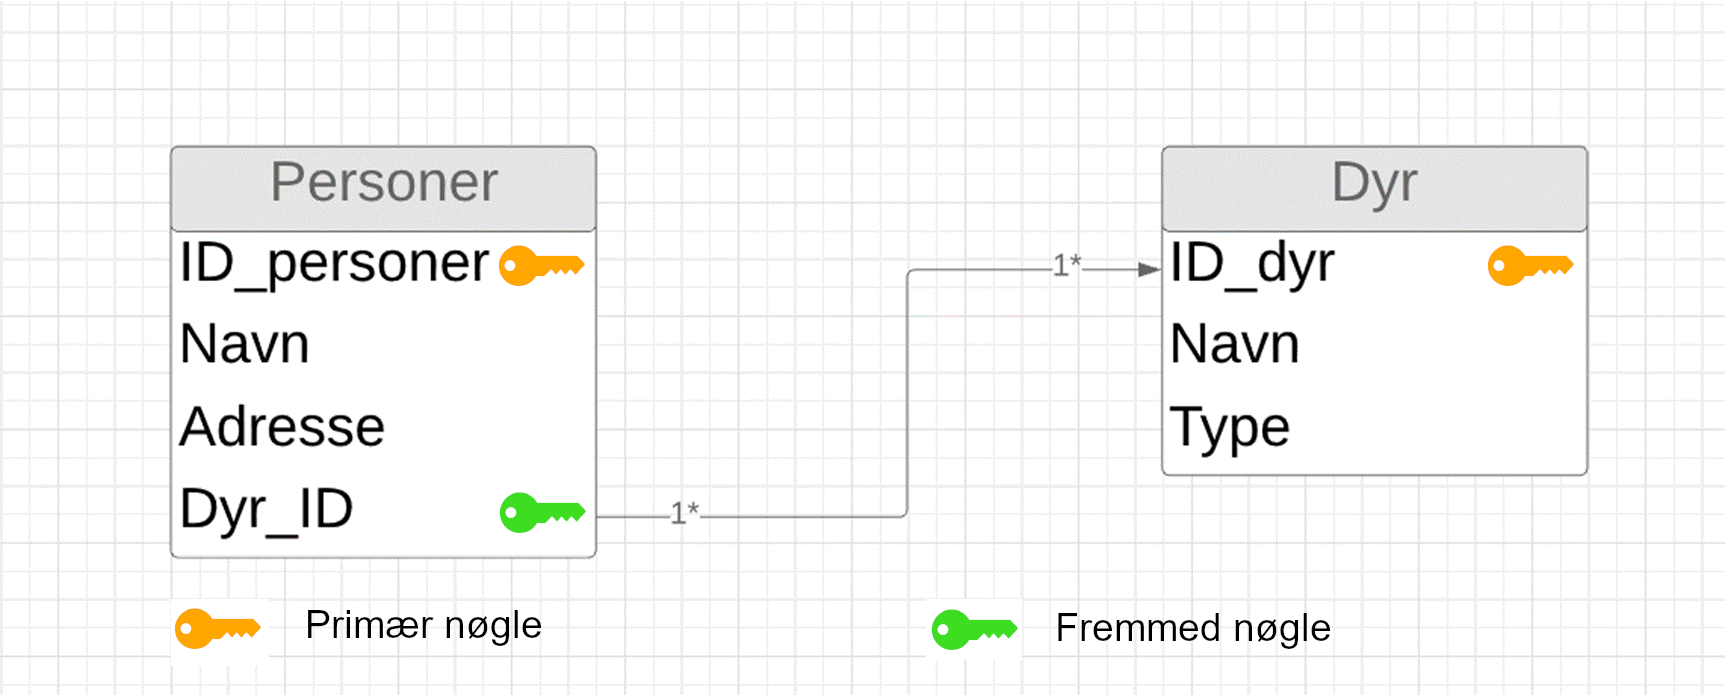 Personer
ID_personer
Navn
Adresse
Dyr_ID
1*
1*
Dyr
ID_dyr
Navn
Type
Primær nøgle
Fremmed nøgle